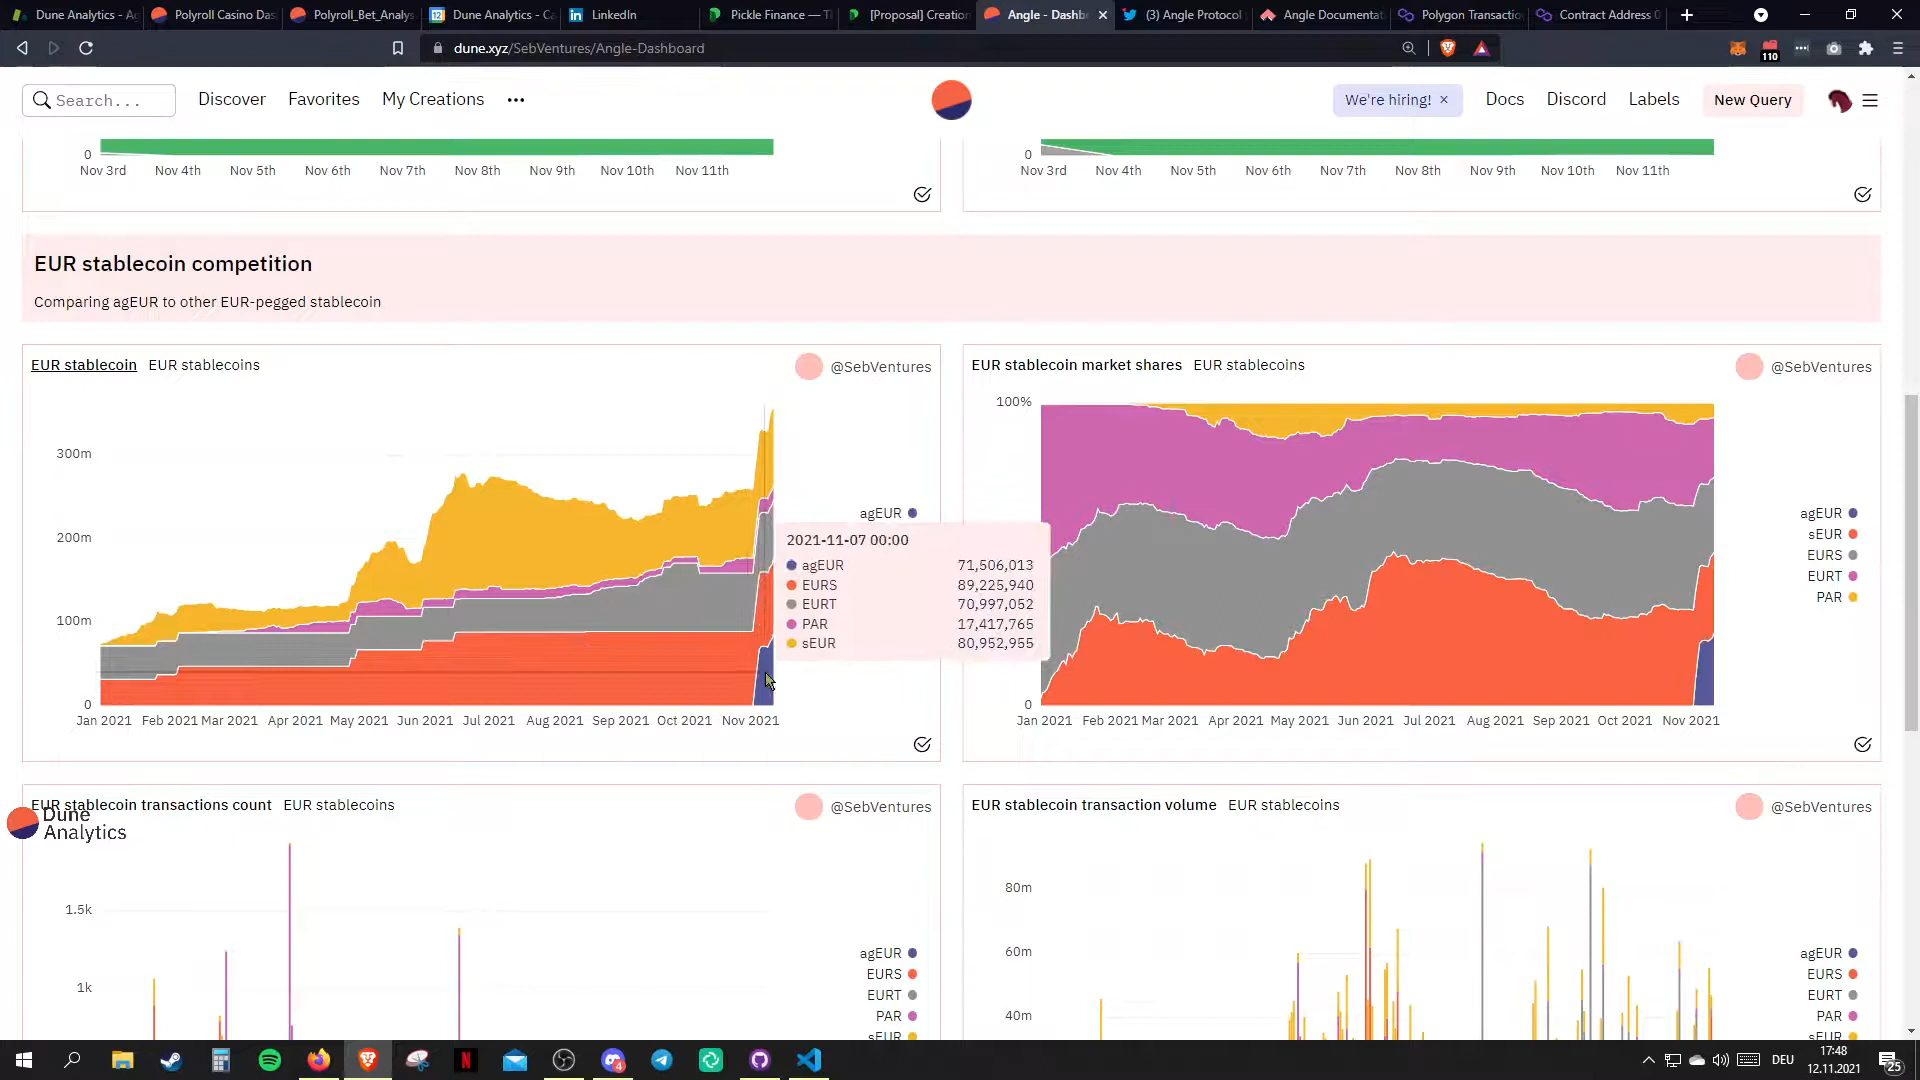 Dune Analytics - Ag
Polyroll Casino Das
Polyroll_Bet_Analys
Dune Analytics - Ca
LinkedIn
Pickle Finance — Th
[Proposal] Creation
Angle - Dashb
(3) Angle Protocol
Angle Documentat
Polygon Transactio
Contract Address 0
dune.xyz/SebVentures/Angle-Dashboard
110
Search...
Discover
Favorites
My Creations
We're hiring! ×
Docs
Discord
Labels
New Query
0
Nov 3rd Nov 4th Nov 5th Nov 6th Nov 7th Nov 8th Nov 9th Nov 10th Nov 11th
0
Nov 3rd Nov 4th Nov 5th Nov 6th Nov 7th Nov 8th Nov 9th Nov 10th Nov 11th
EUR stablecoin competition
Comparing agEUR to other EUR-pegged stablecoin
EUR stablecoin EUR stablecoins
@SebVentures
300m
200m
100m
0
Jan 2021 Feb 2021 Mar 2021 Apr 2021 May 2021 Jun 2021 Jul 2021 Aug 2021 Sep 2021 Oct 2021 Nov 2021
agEUR
2021-11-07 00:00
agEUR 71,506,013
EURS 89,225,940
EURT 70,997,052
PAR 17,417,765
sEUR 80,952,955
EUR stablecoin market shares EUR stablecoins
@SebVentures
100%
0
Jan 2021 Feb 2021 Mar 2021 Apr 2021 May 2021 Jun 2021 Jul 2021 Aug 2021 Sep 2021 Oct 2021 Nov 2021
agEUR
sEUR
EURS
EURT
PAR
EUR stablecoin transactions count EUR stablecoins
@SebVentures
Dune
Analytics
1.5k
1k
agEUR
EURS
EURT
PAR
sEUR
EUR stablecoin transaction volume EUR stablecoins
@SebVentures
80m
60m
40m
agEUR
EURS
EURT
PAR
sEUR
4
DEU
17:48
12.11.2021
25